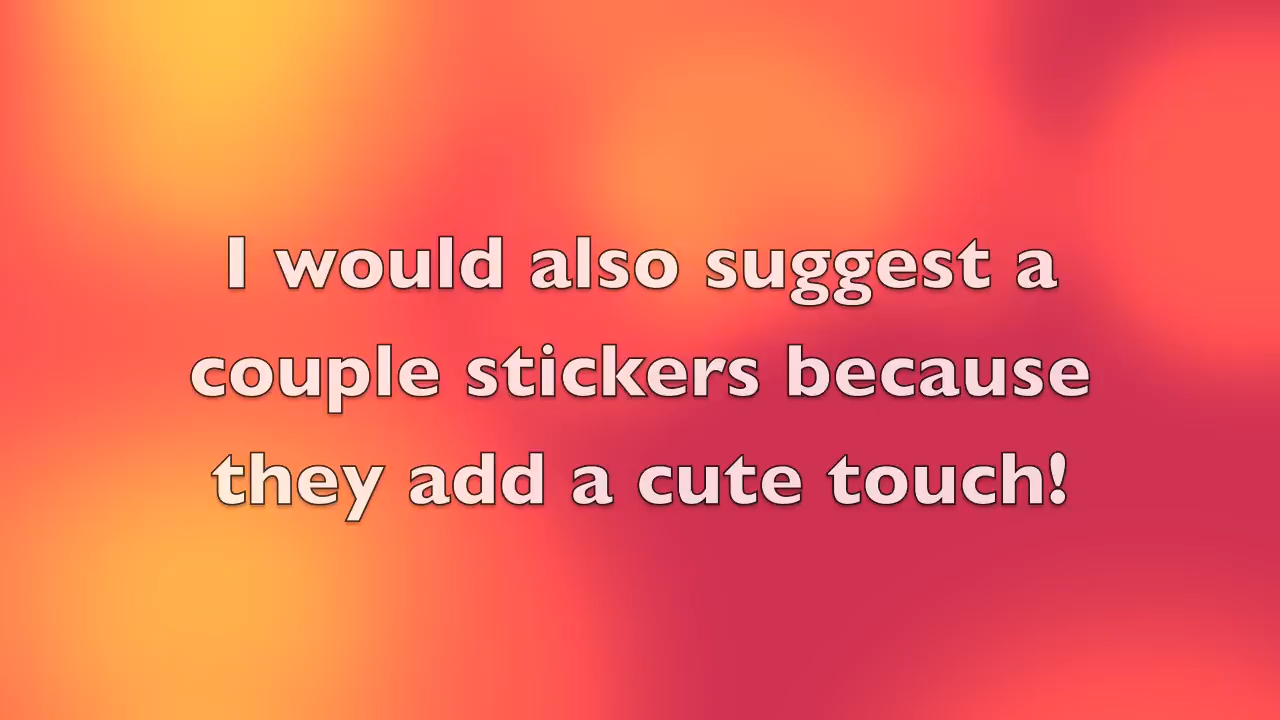 I would also suggest a
couple stickers because
they add a cute touch!